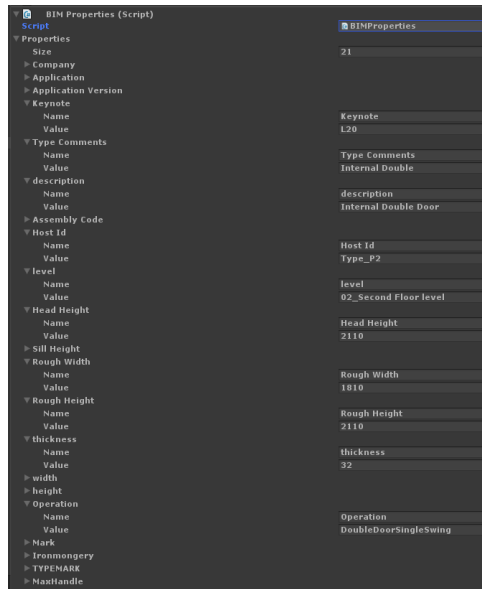 BIM Properties (Script)
Script BIMProperties
Properties
Size 21
Company
Application
Application Version
Keynote
Name Keynote
Value L20
Type Comments
Name Type Comments
Value Internal Double
description
Name description
Value Internal Double Door
Assembly Code
Host Id
Name Host Id
Value Type_P2
level
Name level
Value 02_Second Floor level
Head Height
Name Head Height
Value 2110
Sill Height
Rough Width
Name Rough Width
Value 1810
Rough Height
Name Rough Height
Value 2110
thickness
Name thickness
Value 32
width
height
Operation
Name Operation
Value DoubleDoorSingleSwing
Mark
Ironmongery
TYPEMARK
MaxHandle